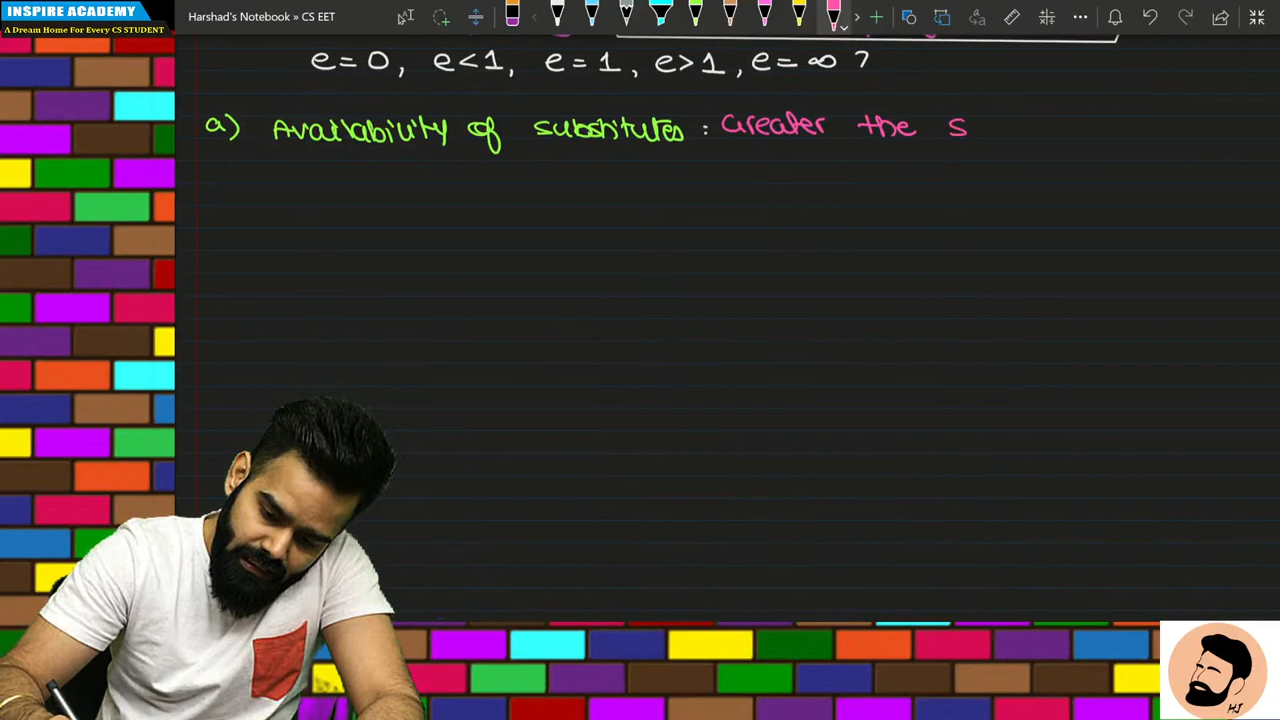 INSPIRE ACADEMY
A Dream Home For Every CS STUDENT
Harshad's Notebook » CS EET
e=0, e<1, e=1, e>1, e=∞ ?
a) Availability of substitutes : Greater the s
HJ